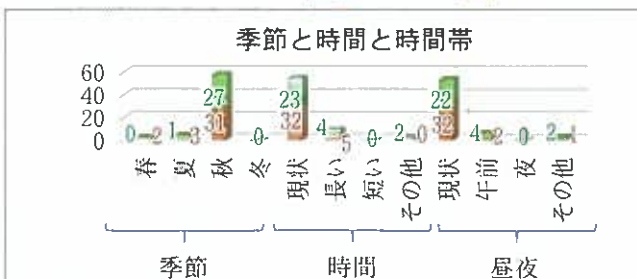 季節と時間と時間帯
60
40
20
0
0 2 1 3 27 31 0 23 32 4 5 0 2 0 22 32 4 2 0 2 1
春 夏 秋 冬 現状 長い 短い その他 現状 午前 夜 その他
季節 時間 昼夜